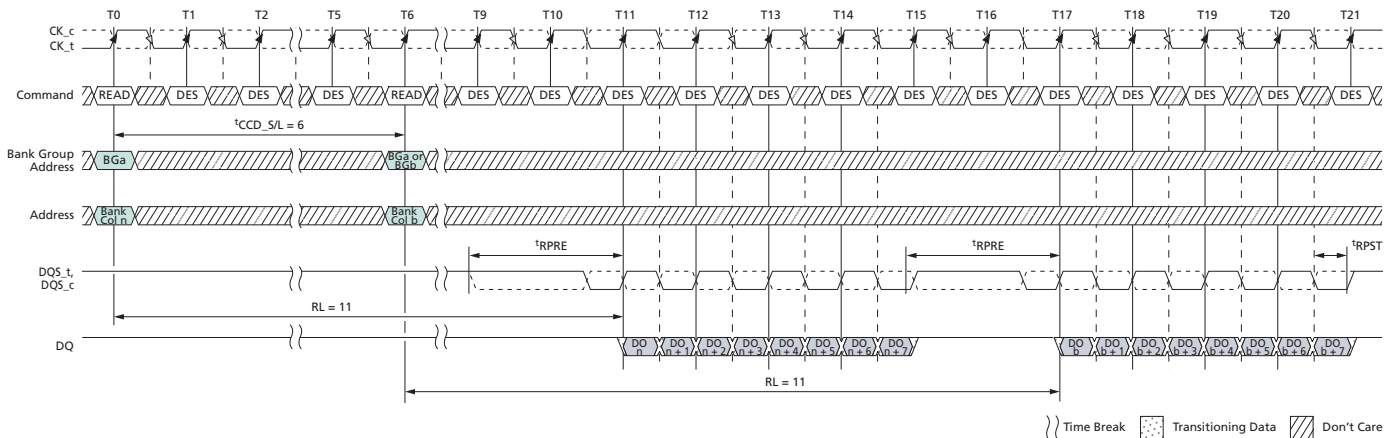 T0 T1 T2 T5 T6 T9 T10 T11 T12 T13 T14 T15 T16 T17 T18 T19 T20 T21
CK_c
CK_t
Command READ DES DES DES READ DES DES DES DES DES DES DES DES DES DES DES DES DES
tCCD_S/L = 6
Bank Group
Address
BGa
BGa or
BGb
Address
Bank
Col n
Bank
Col b
tRPRE tRPRE tRPST
DQS_t,
DQS_c
RL = 11
DQ
DO
n
DO
n + 1
DO
n + 2
DO
n + 3
DO
n + 4
DO
n + 5
DO
n + 6
DO
n + 7
DO
b
DO
b + 1
DO
b + 2
DO
b + 3
DO
b + 4
DO
b + 5
DO
b + 6
DO
b + 7
RL = 11
Time Break Transitioning Data Don't Care